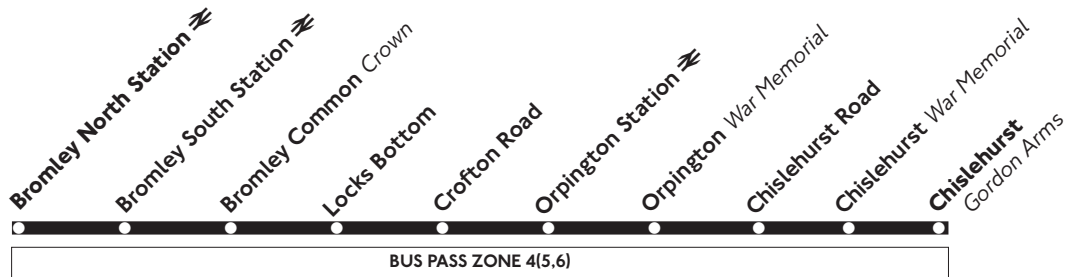 Bromley North Station
Bromley South Station
Bromley Common Crown
Locks Bottom
Crofton Road
Orpington Station
Orpington War Memorial
Chislehurst Road
Chislehurst War Memorial
Chislehurst
Gordon Arms
BUS PASS ZONE 4(5,6)